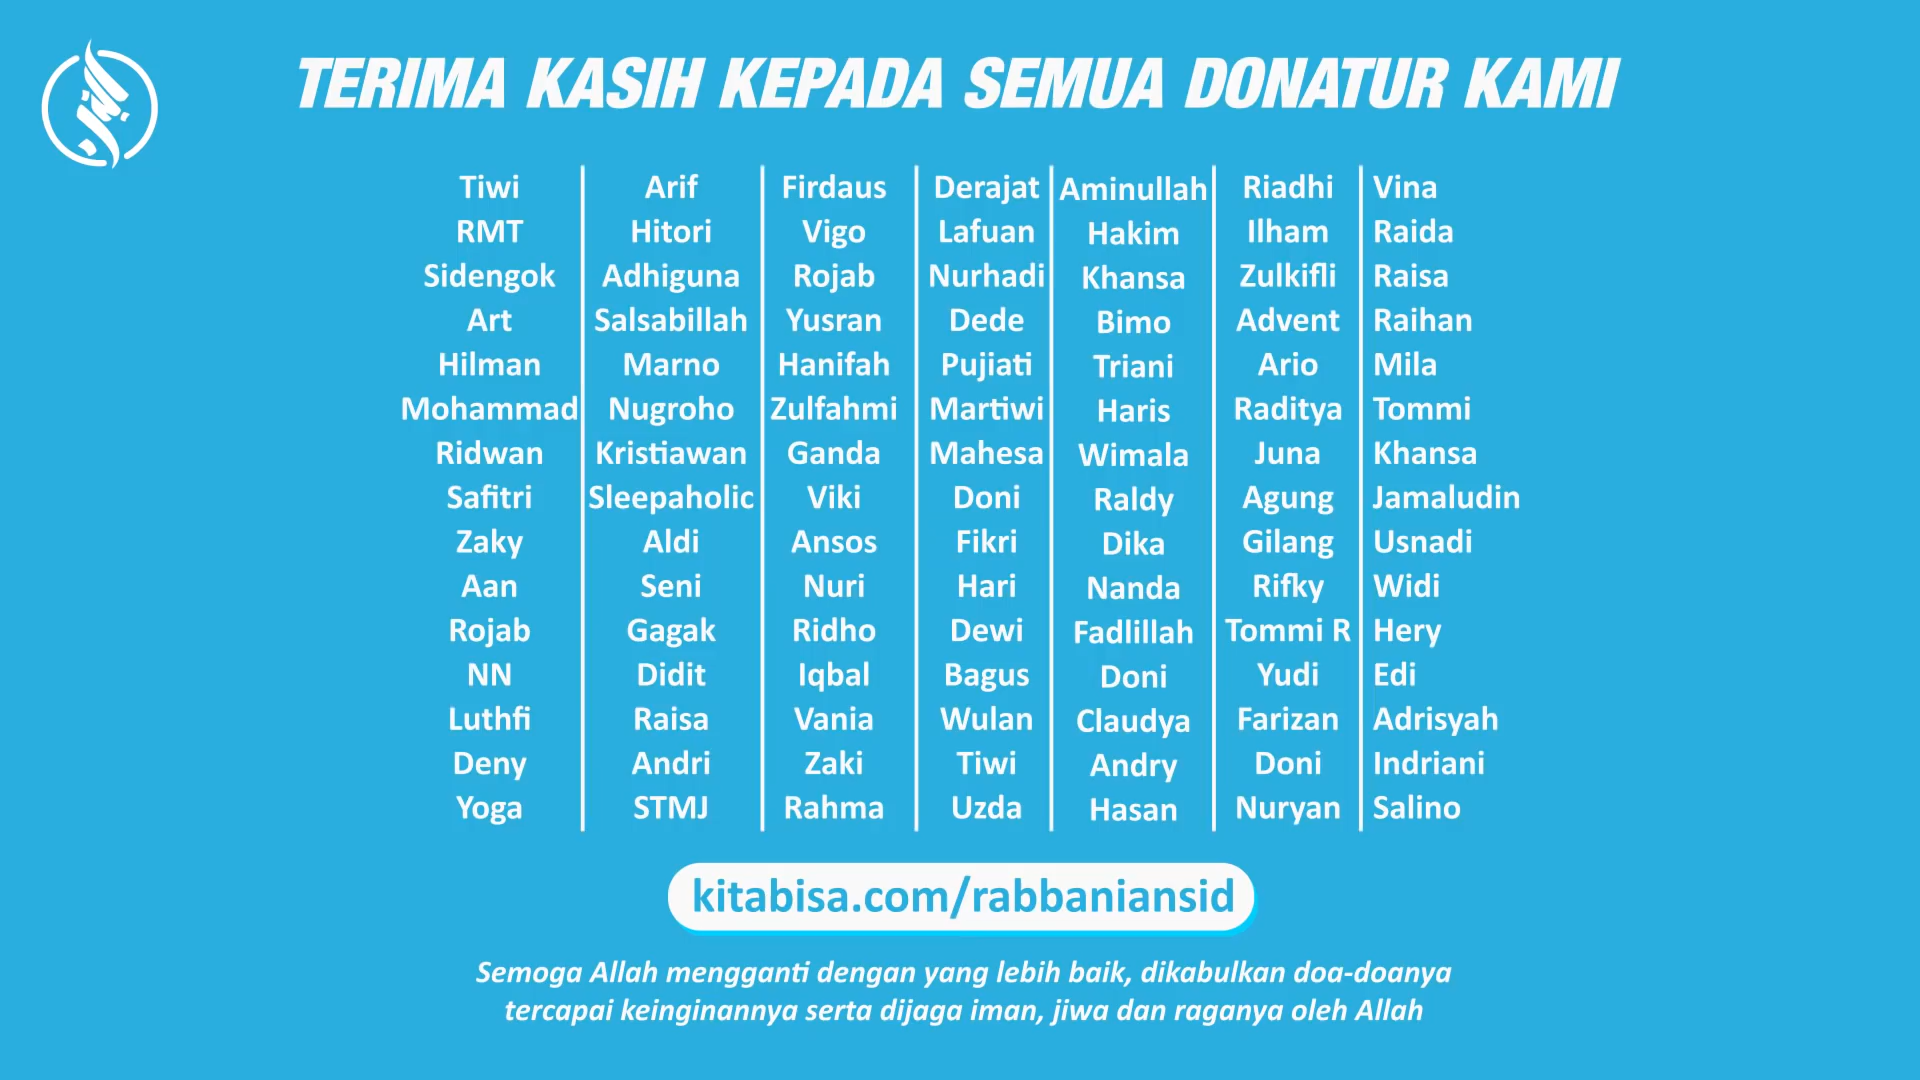 TERIMA KASIH KEPADA SEMUA DONATUR KAMI
Tiwi Arif Firdaus Derajat Aminullah Riadhi Vina
RMT Hitori Vigo Lafuan Hakim Ilham Raida
Sidengok Adhiguna Rojab Nurhadi Khansa Zulkifli Raisa
Art Salsabillah Yusran Dede Bimo Advent Raihan
Hilman Marno Hanifah Pujiati Triani Ario Mila
Mohammad Nugroho Zulfahmi Martiwi Haris Raditya Tommi
Ridwan Kristiawan Ganda Mahesa Wimala Juna Khansa
Safitri Sleepaholic Viki Doni Raldy Agung Jamaludin
Zaky Aldi Ansos Fikri Dika Gilang Usnadi
Aan Seni Nuri Hari Nanda Rifky Widi
Rojab Gagak Ridho Dewi Fadlillah Tommi R Hery
NN Didit Iqbal Bagus Doni Yudi Edi
Luthfi Raisa Vania Wulan Claudya Farizan Adrisyah
Deny Andri Zaki Tiwi Andry Doni Indriani
Yoga STMJ Rahma Uzda Hasan Nuryan Salino
kitabisa.com/rabbaniansid
Semoga Allah mengganti dengan yang lebih baik, dikabulkan doa-doanya
tercapai keinginannya serta dijaga iman, jiwa dan raganya oleh Allah